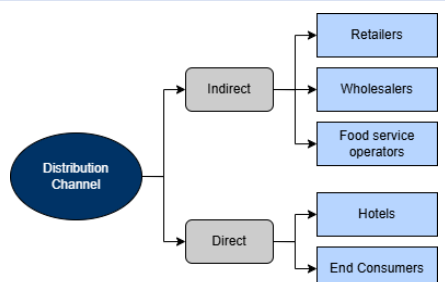 Retailers
Indirect
Wholesalers
Food service
operators
Distribution
Channel
Hotels
Direct
End Consumers